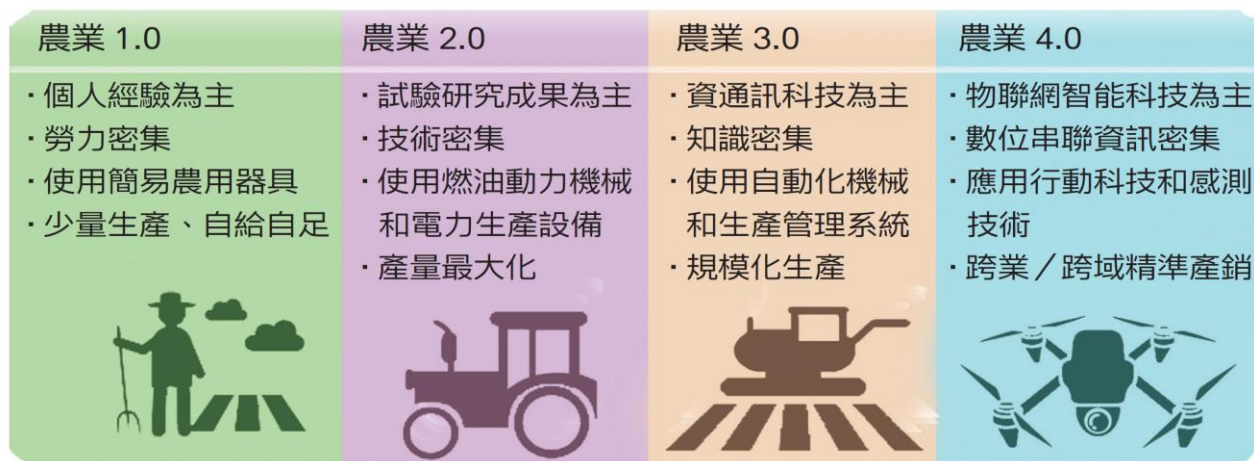 農業 1.0
・個人經驗為主
・勞力密集
・使用簡易農用器具
・少量生產、自給自足
農業 2.0
・試驗研究成果為主
・技術密集
・使用燃油動力機械
和電力生產設備
・產量最大化
農業 3.0
・資通訊科技為主
・知識密集
・使用自動化機械
和生產管理系統
・規模化生產
農業 4.0
・物聯網智能科技為主
・數位串聯資訊密集
・應用行動科技和感測
技術
・跨業／跨域精準產銷